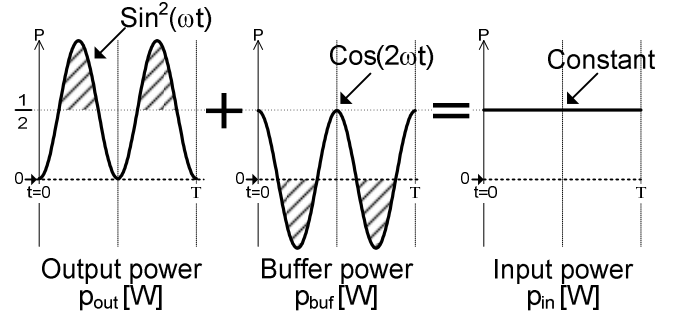 Sin²(ωt)
Cos(2ωt)
Constant
P
P
P
1/2
+
=
0
t=0
T
0
t=0
T
0
t=0
T
Output power
p_out [W]
Buffer power
p_buf [W]
Input power
p_in [W]